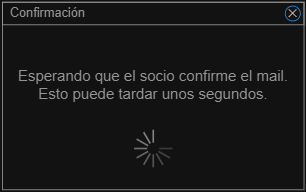 Confirmación
Esperando que el socio confirme el mail.
Esto puede tardar unos segundos.